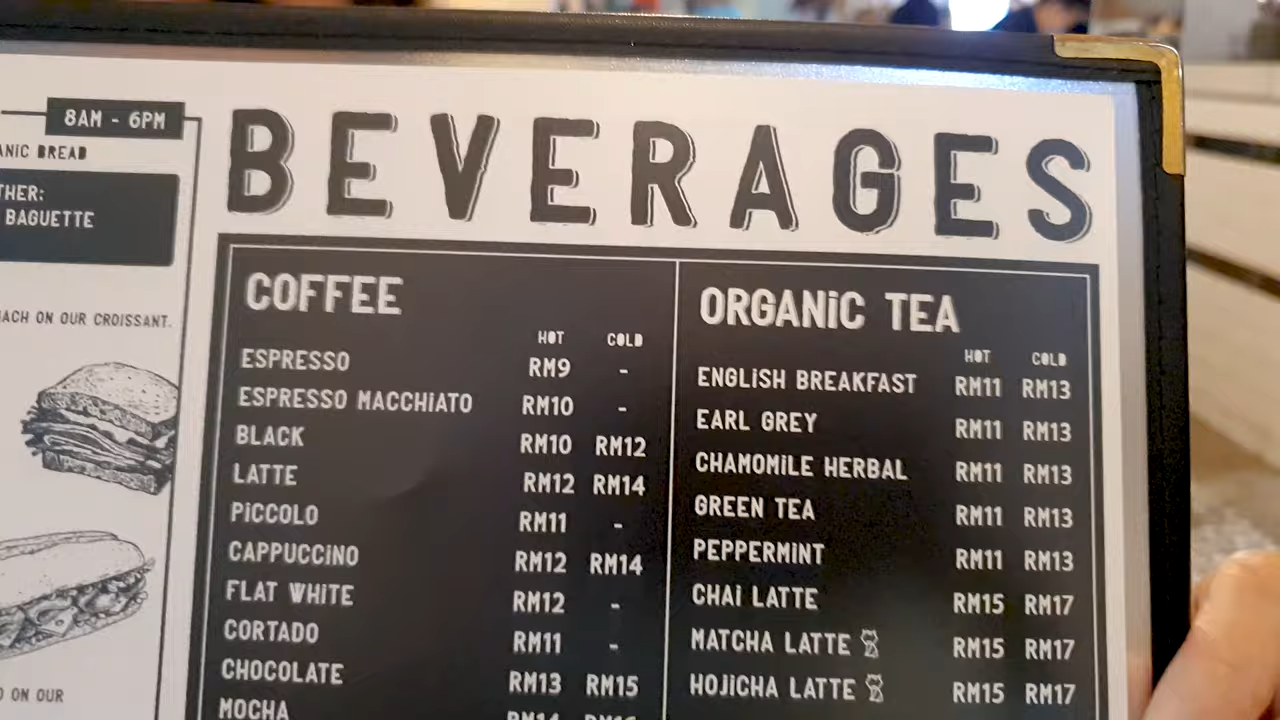 8AM - 6PM
ANIC BREAD
THER:
BAGUETTE
ACH ON OUR CROISSANT.
ON OUR
BEVERAGES
COFFEE
HOT COLD
ESPRESSO RM9 -
ESPRESSO MACCHiATO RM10 -
BLACK RM10 RM12
LATTE RM12 RM14
PiCCOLO RM11 -
CAPPUCCiNO RM12 RM14
FLAT WHiTE RM12 -
CORTADO RM11 -
CHOCOLATE RM13 RM15
MOCHA RM14 RM16
ORGANiC TEA
HOT COLD
ENGLiSH BREAKFAST RM11 RM13
EARL GREY RM11 RM13
CHAMOMiLE HERBAL RM11 RM13
GREEN TEA RM11 RM13
PEPPERMiNT RM11 RM13
CHAi LATTE RM15 RM17
MATCHA LATTE RM15 RM17
HOJiCHA LATTE RM15 RM17